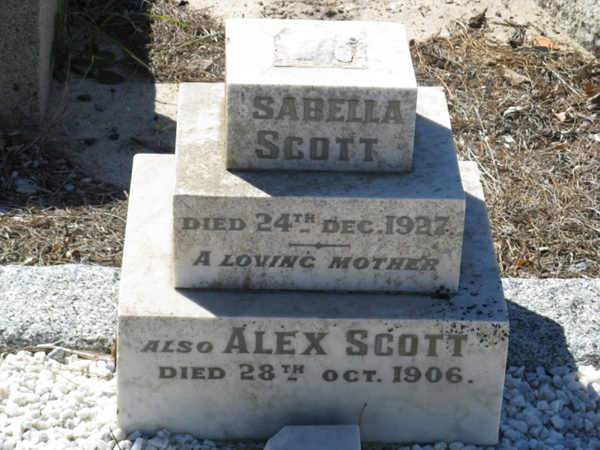 SABELLA
SCOTT
DIED 24TH DEC. 1927.
A LOVING MOTHER
ALSO ALEX SCOTT
DIED 28TH OCT. 1906.